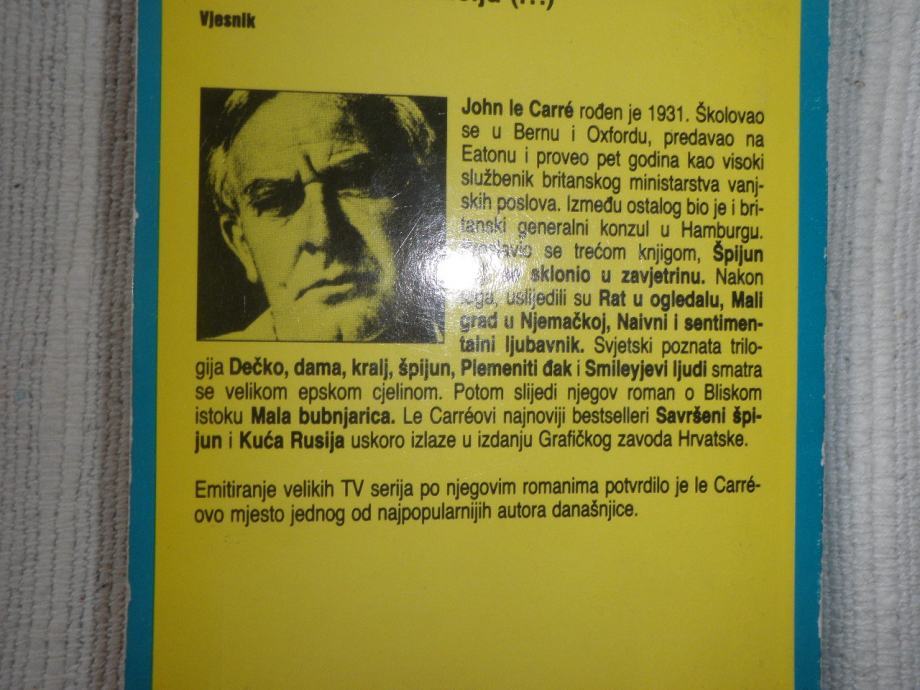 (...)
Vjesnik
John le Carré rođen je 1931. Školovao
se u Bernu i Oxfordu, predavao na
Eatonu i proveo pet godina kao visoki
službenik britanskog ministarstva vanj-
skih poslova. Između ostalog bio je i bri-
tanski generalni konzul u Hamburgu.
se trećom knjigom, Špijun
sklonio u zavjetrinu. Nakon
toga, uslijedili su Rat u ogledalu, Mali
grad u Njemačkoj, Naivni i sentimen-
talni ljubavnik. Svjetski poznata trilo-
gija Dečko, dama, kralj, špijun, Plemeniti đak i Smileyjevi ljudi smatra
se velikom epskom cjelinom. Potom slijedi njegov roman o Bliskom
istoku Mala bubnjarica. Le Carréovi najnoviji bestselleri Savršeni špi-
jun i Kuća Rusija uskoro izlaze u izdanju Grafičkog zavoda Hrvatske.
Emitiranje velikih TV serija po njegovim romanima potvrdilo je le Carré-
ovo mjesto jednog od najpopularnijih autora današnjice.